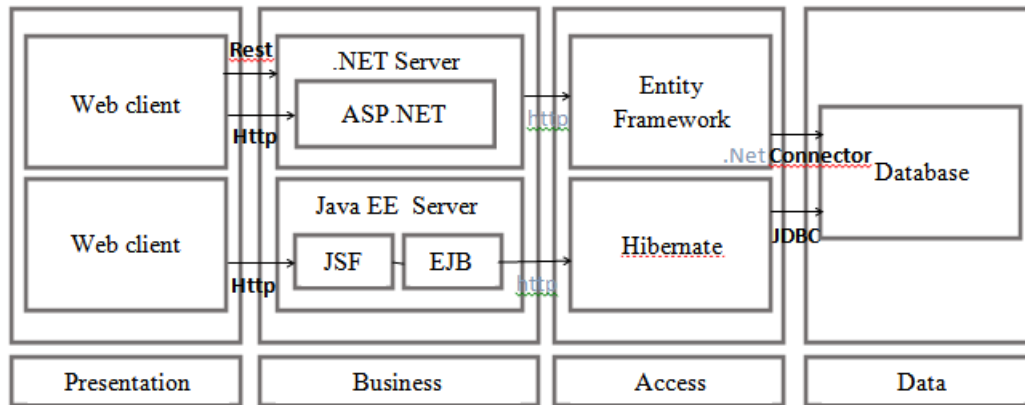 Rest
.NET Server
Web client
ASP.NET
Http
http
Entity
Framework
.Net Connector
Database
Web client
Java EE Server
JSF
EJB
Http
http
Hibernate
JDBC
Presentation
Business
Access
Data